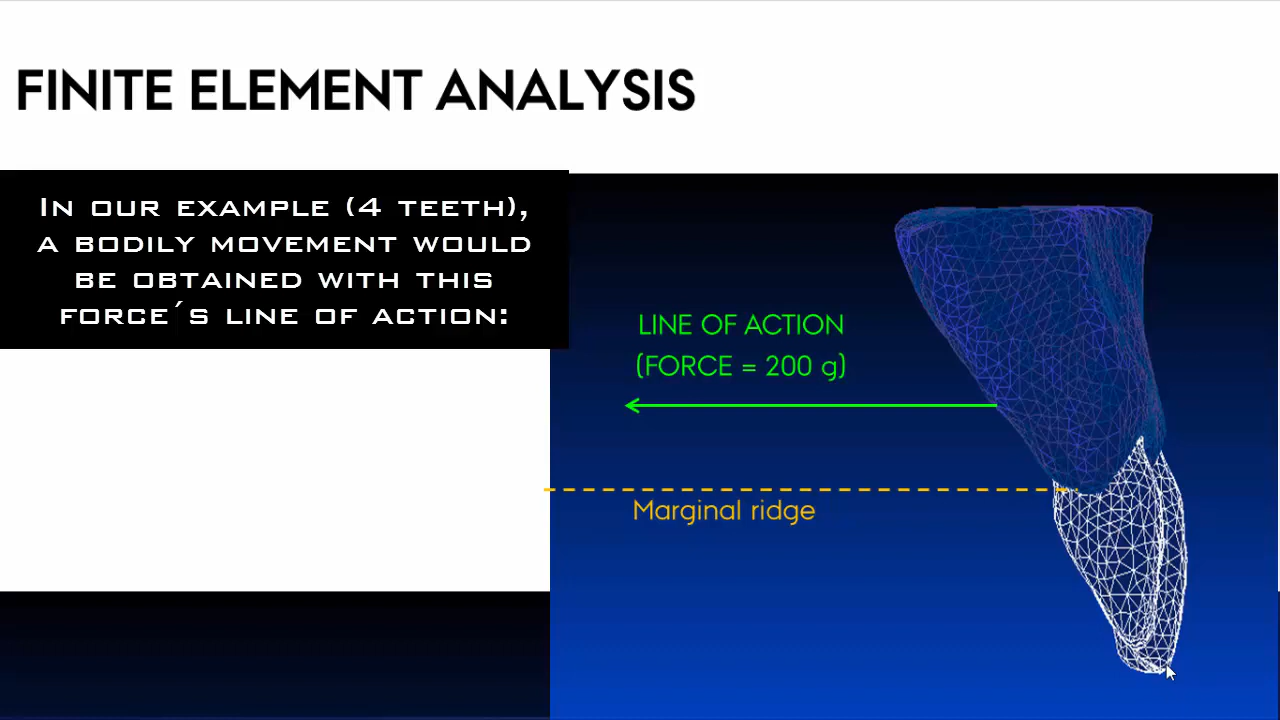 FINITE ELEMENT ANALYSIS
IN OUR EXAMPLE (4 TEETH),
A BODILY MOVEMENT WOULD
BE OBTAINED WITH THIS
FORCE´S LINE OF ACTION:
LINE OF ACTION
(FORCE = 200 g)
Marginal ridge